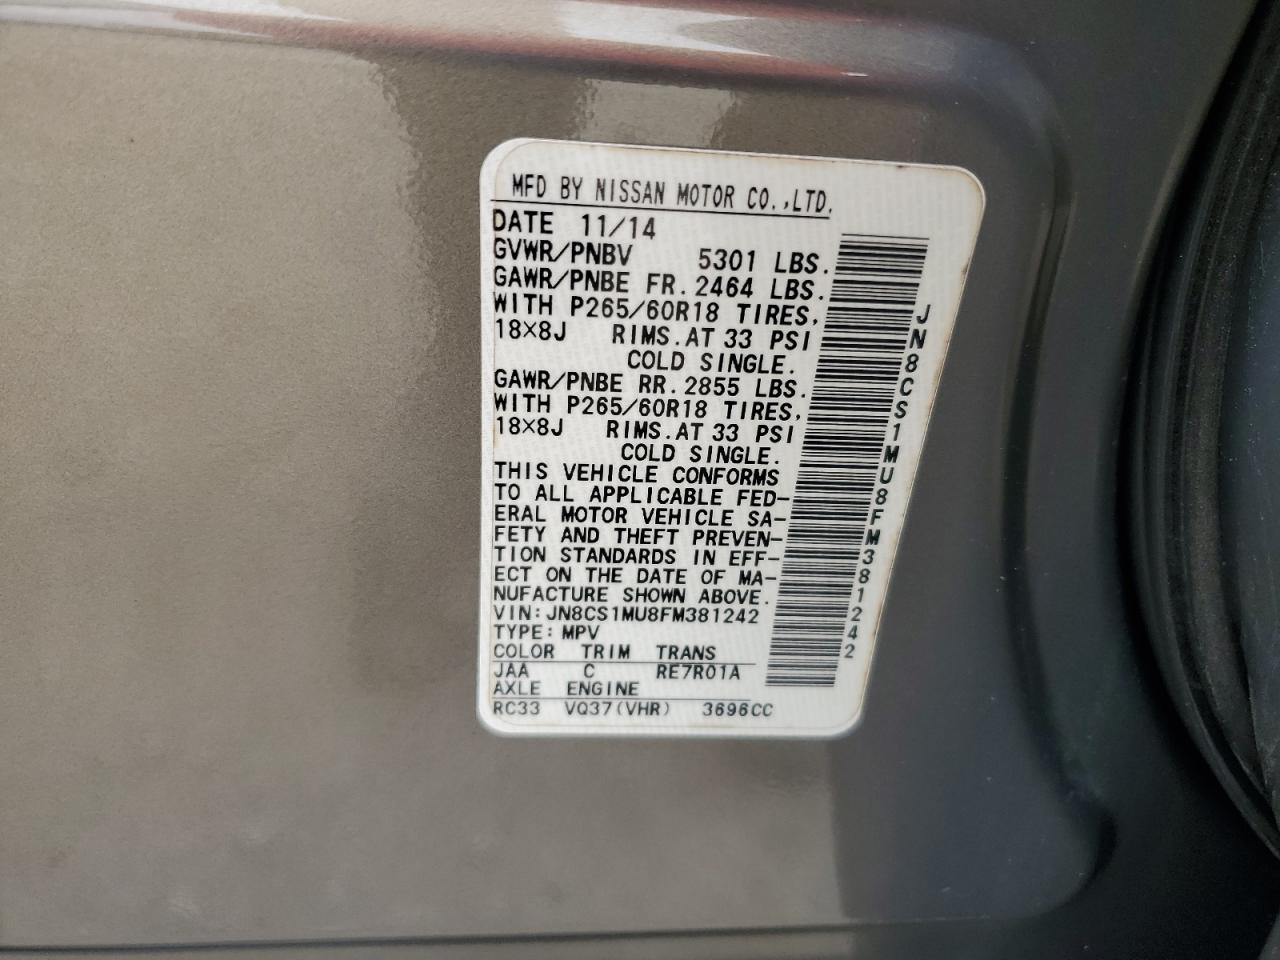 MFD BY NISSAN MOTOR CO.,LTD.
DATE 11/14
GVWR/PNBV 5301 LBS.
GAWR/PNBE FR. 2464 LBS.
WITH P265/60R18 TIRES,
18×8J RIMS. AT 33 PSI
COLD SINGLE.
GAWR/PNBE RR. 2855 LBS.
WITH P265/60R18 TIRES,
18×8J RIMS. AT 33 PSI
COLD SINGLE.
THIS VEHICLE CONFORMS
TO ALL APPLICABLE FED-
ERAL MOTOR VEHICLE SA-
FETY AND THEFT PREVEN-
TION STANDARDS IN EFF-
ECT ON THE DATE OF MA-
NUFACTURE SHOWN ABOVE.
VIN: JN8CS1MU8FM381242
TYPE: MPV
COLOR TRIM TRANS
JAA C RE7R01A
AXLE ENGINE
RC33 VQ37(VHR) 3696CC
JN8CS1MU8FM381242